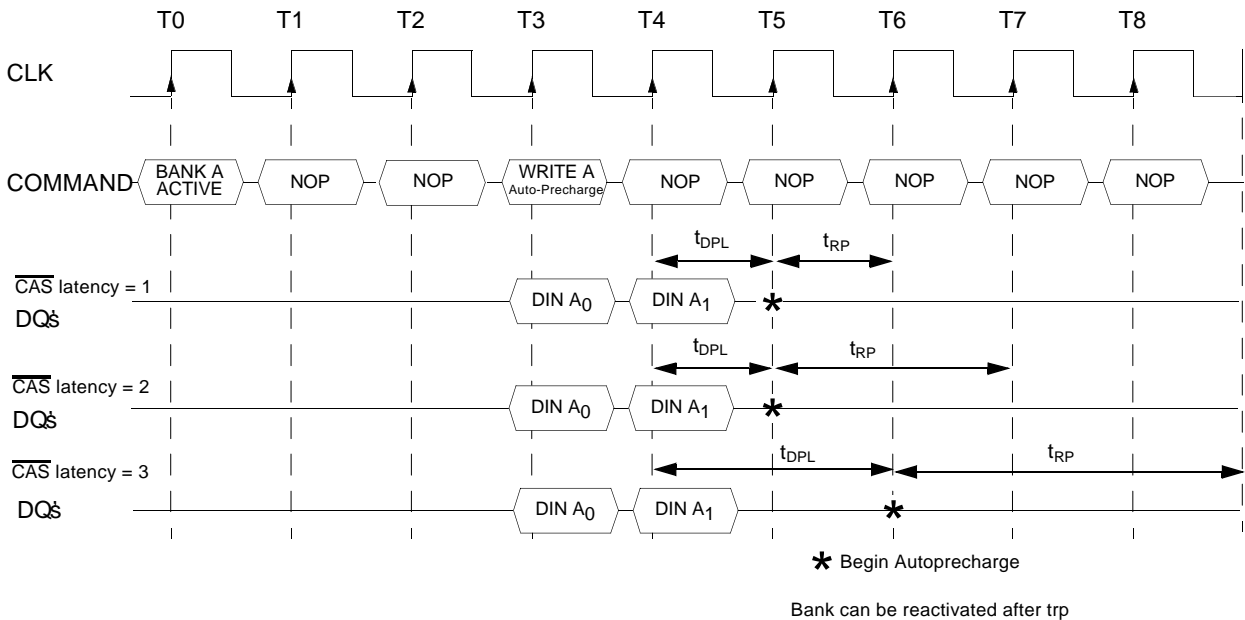 T0 T1 T2 T3 T4 T5 T6 T7 T8
CLK
COMMAND BANK A ACTIVE NOP NOP WRITE A Auto-Precharge NOP NOP NOP NOP NOP
tDPL tRP
CAS latency = 1
DQ's DIN A0 DIN A1 *
tDPL tRP
CAS latency = 2
DQ's DIN A0 DIN A1 *
tDPL tRP
CAS latency = 3
DQ's DIN A0 DIN A1 *
* Begin Autoprecharge
Bank can be reactivated after trp